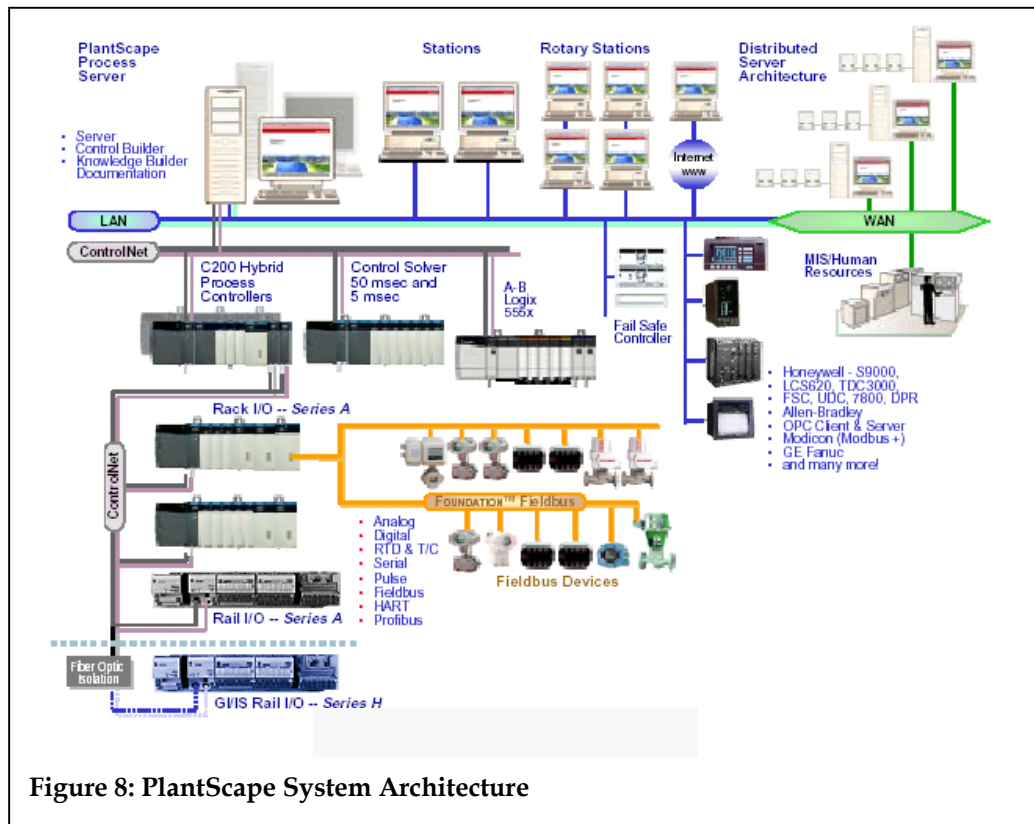 PlantScape
Process
Server
• Server
• Control Builder
• Knowledge Builder
Documentation
Stations
Rotary Stations
Distributed
Server
Architecture
Internet
www
LAN
WAN
ControlNet
C200 Hybrid
Process
Controllers
Control Solver
50 msec and
5 msec
A-B
Logix
555x
Fail Safe
Controller
MIS/Human
Resources
• Honeywell - S9000,
• LCS620, TDC3000,
• FSC, UDC, 7800, DPR
• Allen-Bradley
• OPC Client & Server
• Modicon (Modbus +)
• GE Fanuc
• and many more!
Rack I/O -- Series A
ControlNet
FOUNDATION™ Fieldbus
• Analog
• Digital
• RTD & T/C
• Serial
• Pulse
• Fieldbus
• HART
• Profibus
Fieldbus Devices
Rail I/O -- Series A
Fiber Optic
Isolation
GI/IS Rail I/O -- Series H
Figure 8: PlantScape System Architecture